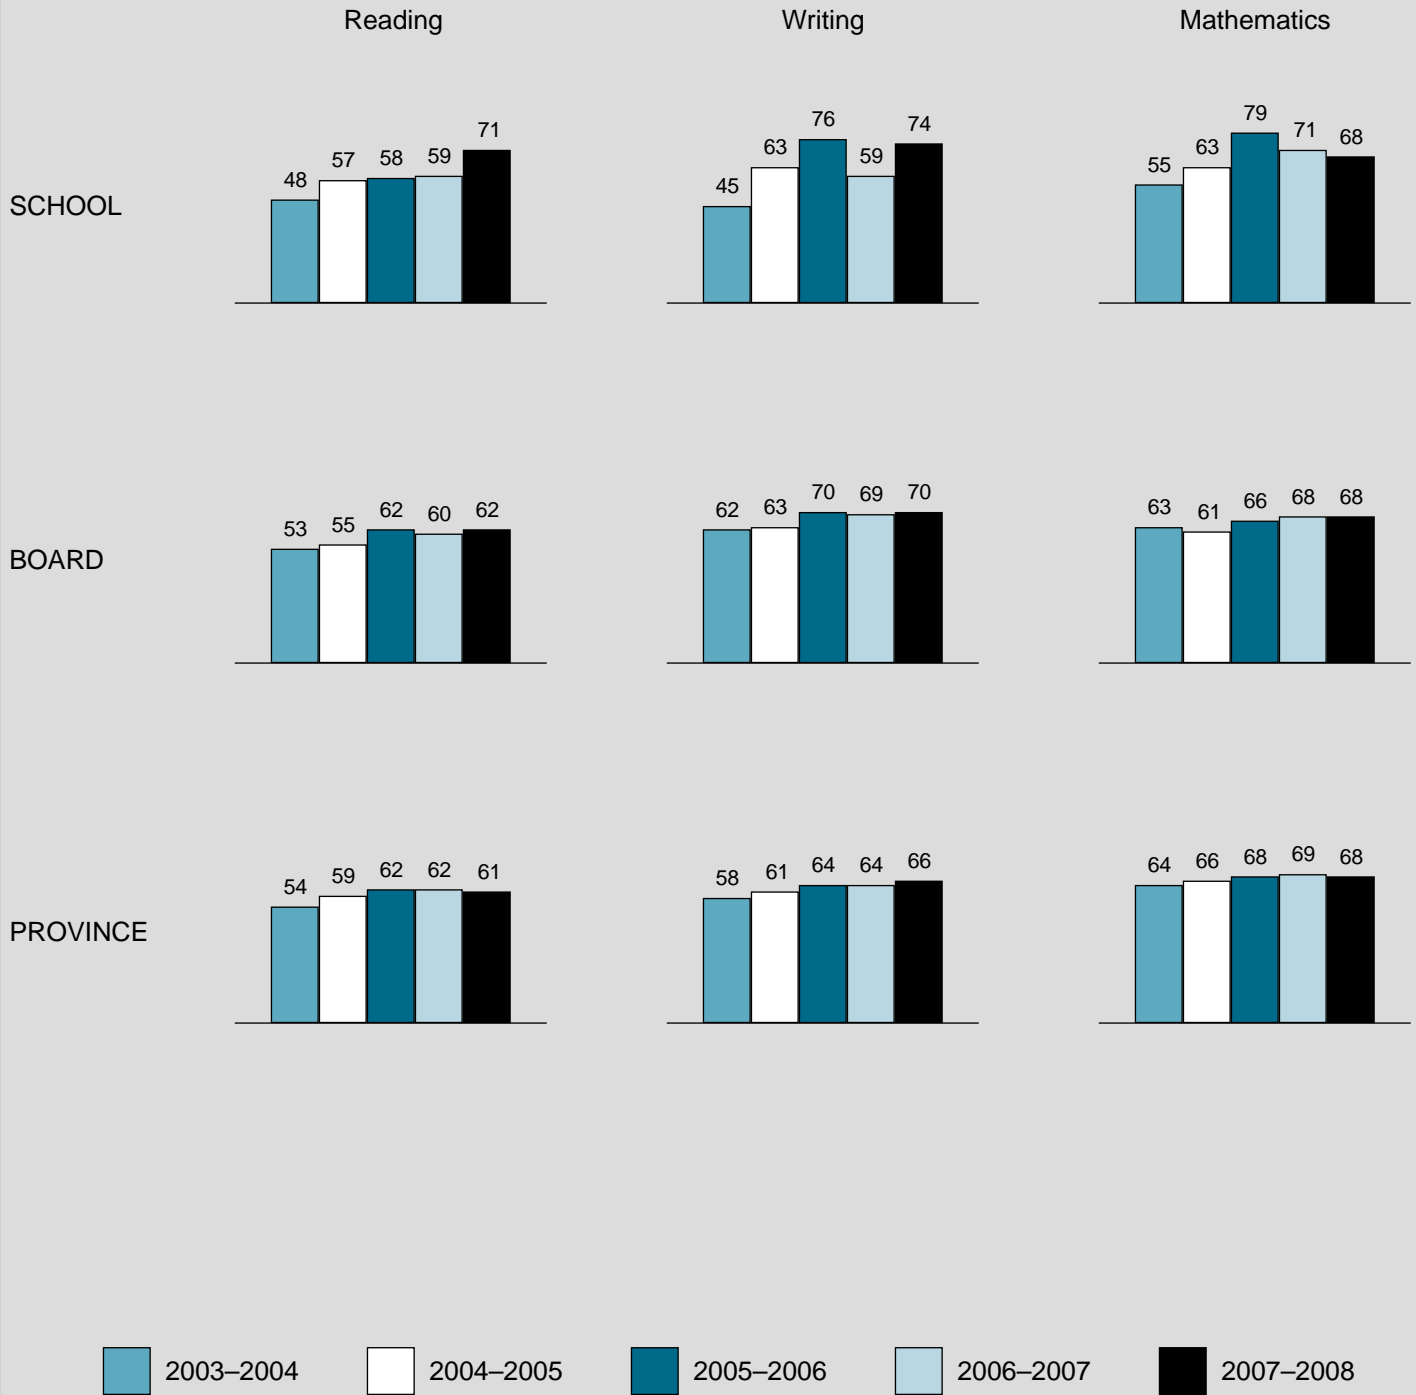 Reading Writing Mathematics
SCHOOL
48 57 58 59 71
45 63 76 59 74
55 63 79 71 68
BOARD
53 55 62 60 62
62 63 70 69 70
63 61 66 68 68
PROVINCE
54 59 62 62 61
58 61 64 64 66
64 66 68 69 68
2003–2004 2004–2005 2005–2006 2006–2007 2007–2008